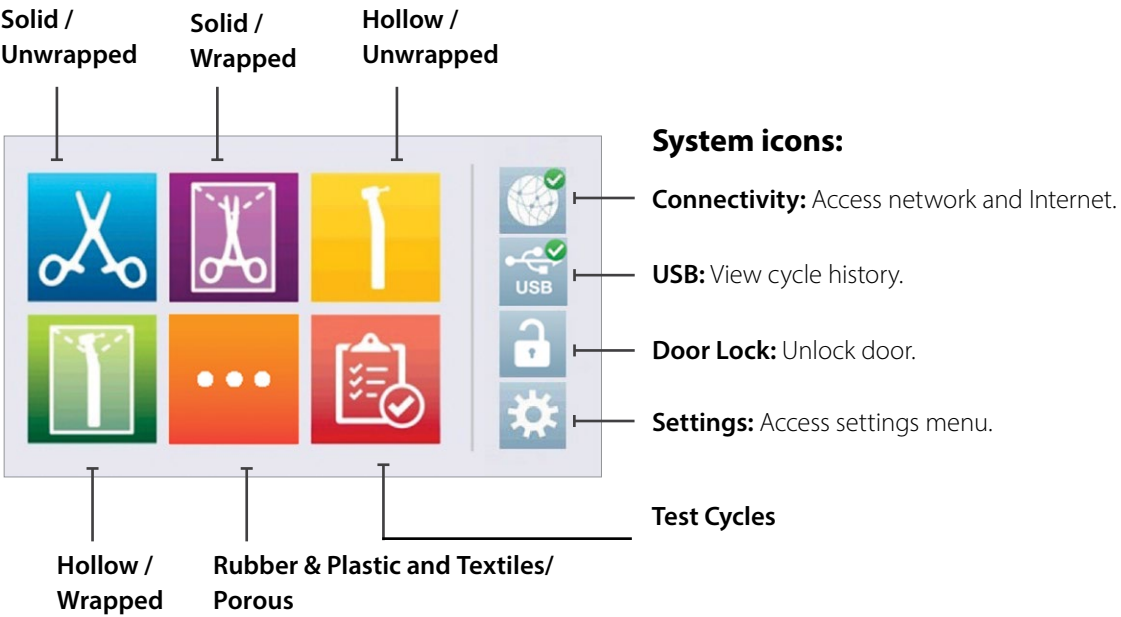 Solid /
Unwrapped
Solid /
Wrapped
Hollow /
Unwrapped
System icons:
Connectivity: Access network and Internet.
USB
USB: View cycle history.
Door Lock: Unlock door.
Settings: Access settings menu.
Test Cycles
Hollow /
Wrapped
Rubber & Plastic and Textiles/
Porous